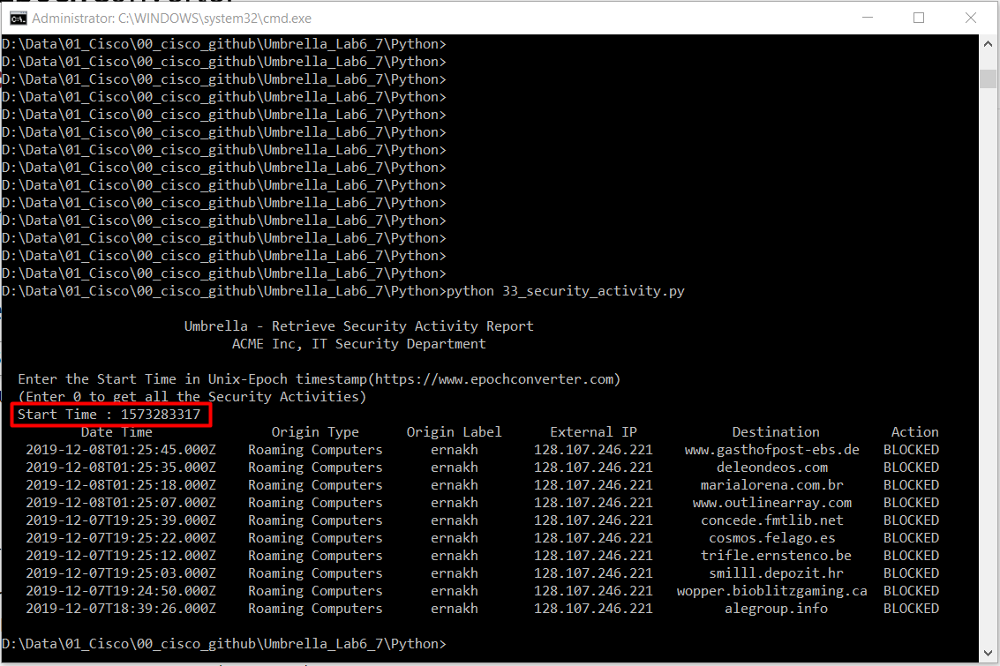 Administrator: C:\WINDOWS\system32\cmd.exe
D:\Data\01_Cisco\00_cisco_github\Umbrella_Lab6_7\Python>
D:\Data\01_Cisco\00_cisco_github\Umbrella_Lab6_7\Python>
D:\Data\01_Cisco\00_cisco_github\Umbrella_Lab6_7\Python>
D:\Data\01_Cisco\00_cisco_github\Umbrella_Lab6_7\Python>
D:\Data\01_Cisco\00_cisco_github\Umbrella_Lab6_7\Python>
D:\Data\01_Cisco\00_cisco_github\Umbrella_Lab6_7\Python>
D:\Data\01_Cisco\00_cisco_github\Umbrella_Lab6_7\Python>
D:\Data\01_Cisco\00_cisco_github\Umbrella_Lab6_7\Python>
D:\Data\01_Cisco\00_cisco_github\Umbrella_Lab6_7\Python>
D:\Data\01_Cisco\00_cisco_github\Umbrella_Lab6_7\Python>
D:\Data\01_Cisco\00_cisco_github\Umbrella_Lab6_7\Python>
D:\Data\01_Cisco\00_cisco_github\Umbrella_Lab6_7\Python>
D:\Data\01_Cisco\00_cisco_github\Umbrella_Lab6_7\Python>
D:\Data\01_Cisco\00_cisco_github\Umbrella_Lab6_7\Python>
D:\Data\01_Cisco\00_cisco_github\Umbrella_Lab6_7\Python>python 33_security_activity.py
Umbrella - Retrieve Security Activity Report
ACME Inc, IT Security Department
Enter the Start Time in Unix-Epoch timestamp(https://www.epochconverter.com)
(Enter 0 to get all the Security Activities)
Start Time : 1573283317
Date Time Origin Type Origin Label External IP Destination Action
2019-12-08T01:25:45.000Z Roaming Computers ernakh 128.107.246.221 www.gasthofpost-ebs.de BLOCKED
2019-12-08T01:25:35.000Z Roaming Computers ernakh 128.107.246.221 deleondeos.com BLOCKED
2019-12-08T01:25:18.000Z Roaming Computers ernakh 128.107.246.221 marialorena.com.br BLOCKED
2019-12-08T01:25:07.000Z Roaming Computers ernakh 128.107.246.221 www.outlinearray.com BLOCKED
2019-12-07T19:25:39.000Z Roaming Computers ernakh 128.107.246.221 concede.fmtlib.net BLOCKED
2019-12-07T19:25:22.000Z Roaming Computers ernakh 128.107.246.221 cosmos.felago.es BLOCKED
2019-12-07T19:25:12.000Z Roaming Computers ernakh 128.107.246.221 trifle.ernstenco.be BLOCKED
2019-12-07T19:25:03.000Z Roaming Computers ernakh 128.107.246.221 smilll.depozit.hr BLOCKED
2019-12-07T19:24:50.000Z Roaming Computers ernakh 128.107.246.221 wopper.bioblitzgaming.ca BLOCKED
2019-12-07T18:39:26.000Z Roaming Computers ernakh 128.107.246.221 alegroup.info BLOCKED
D:\Data\01_Cisco\00_cisco_github\Umbrella_Lab6_7\Python>